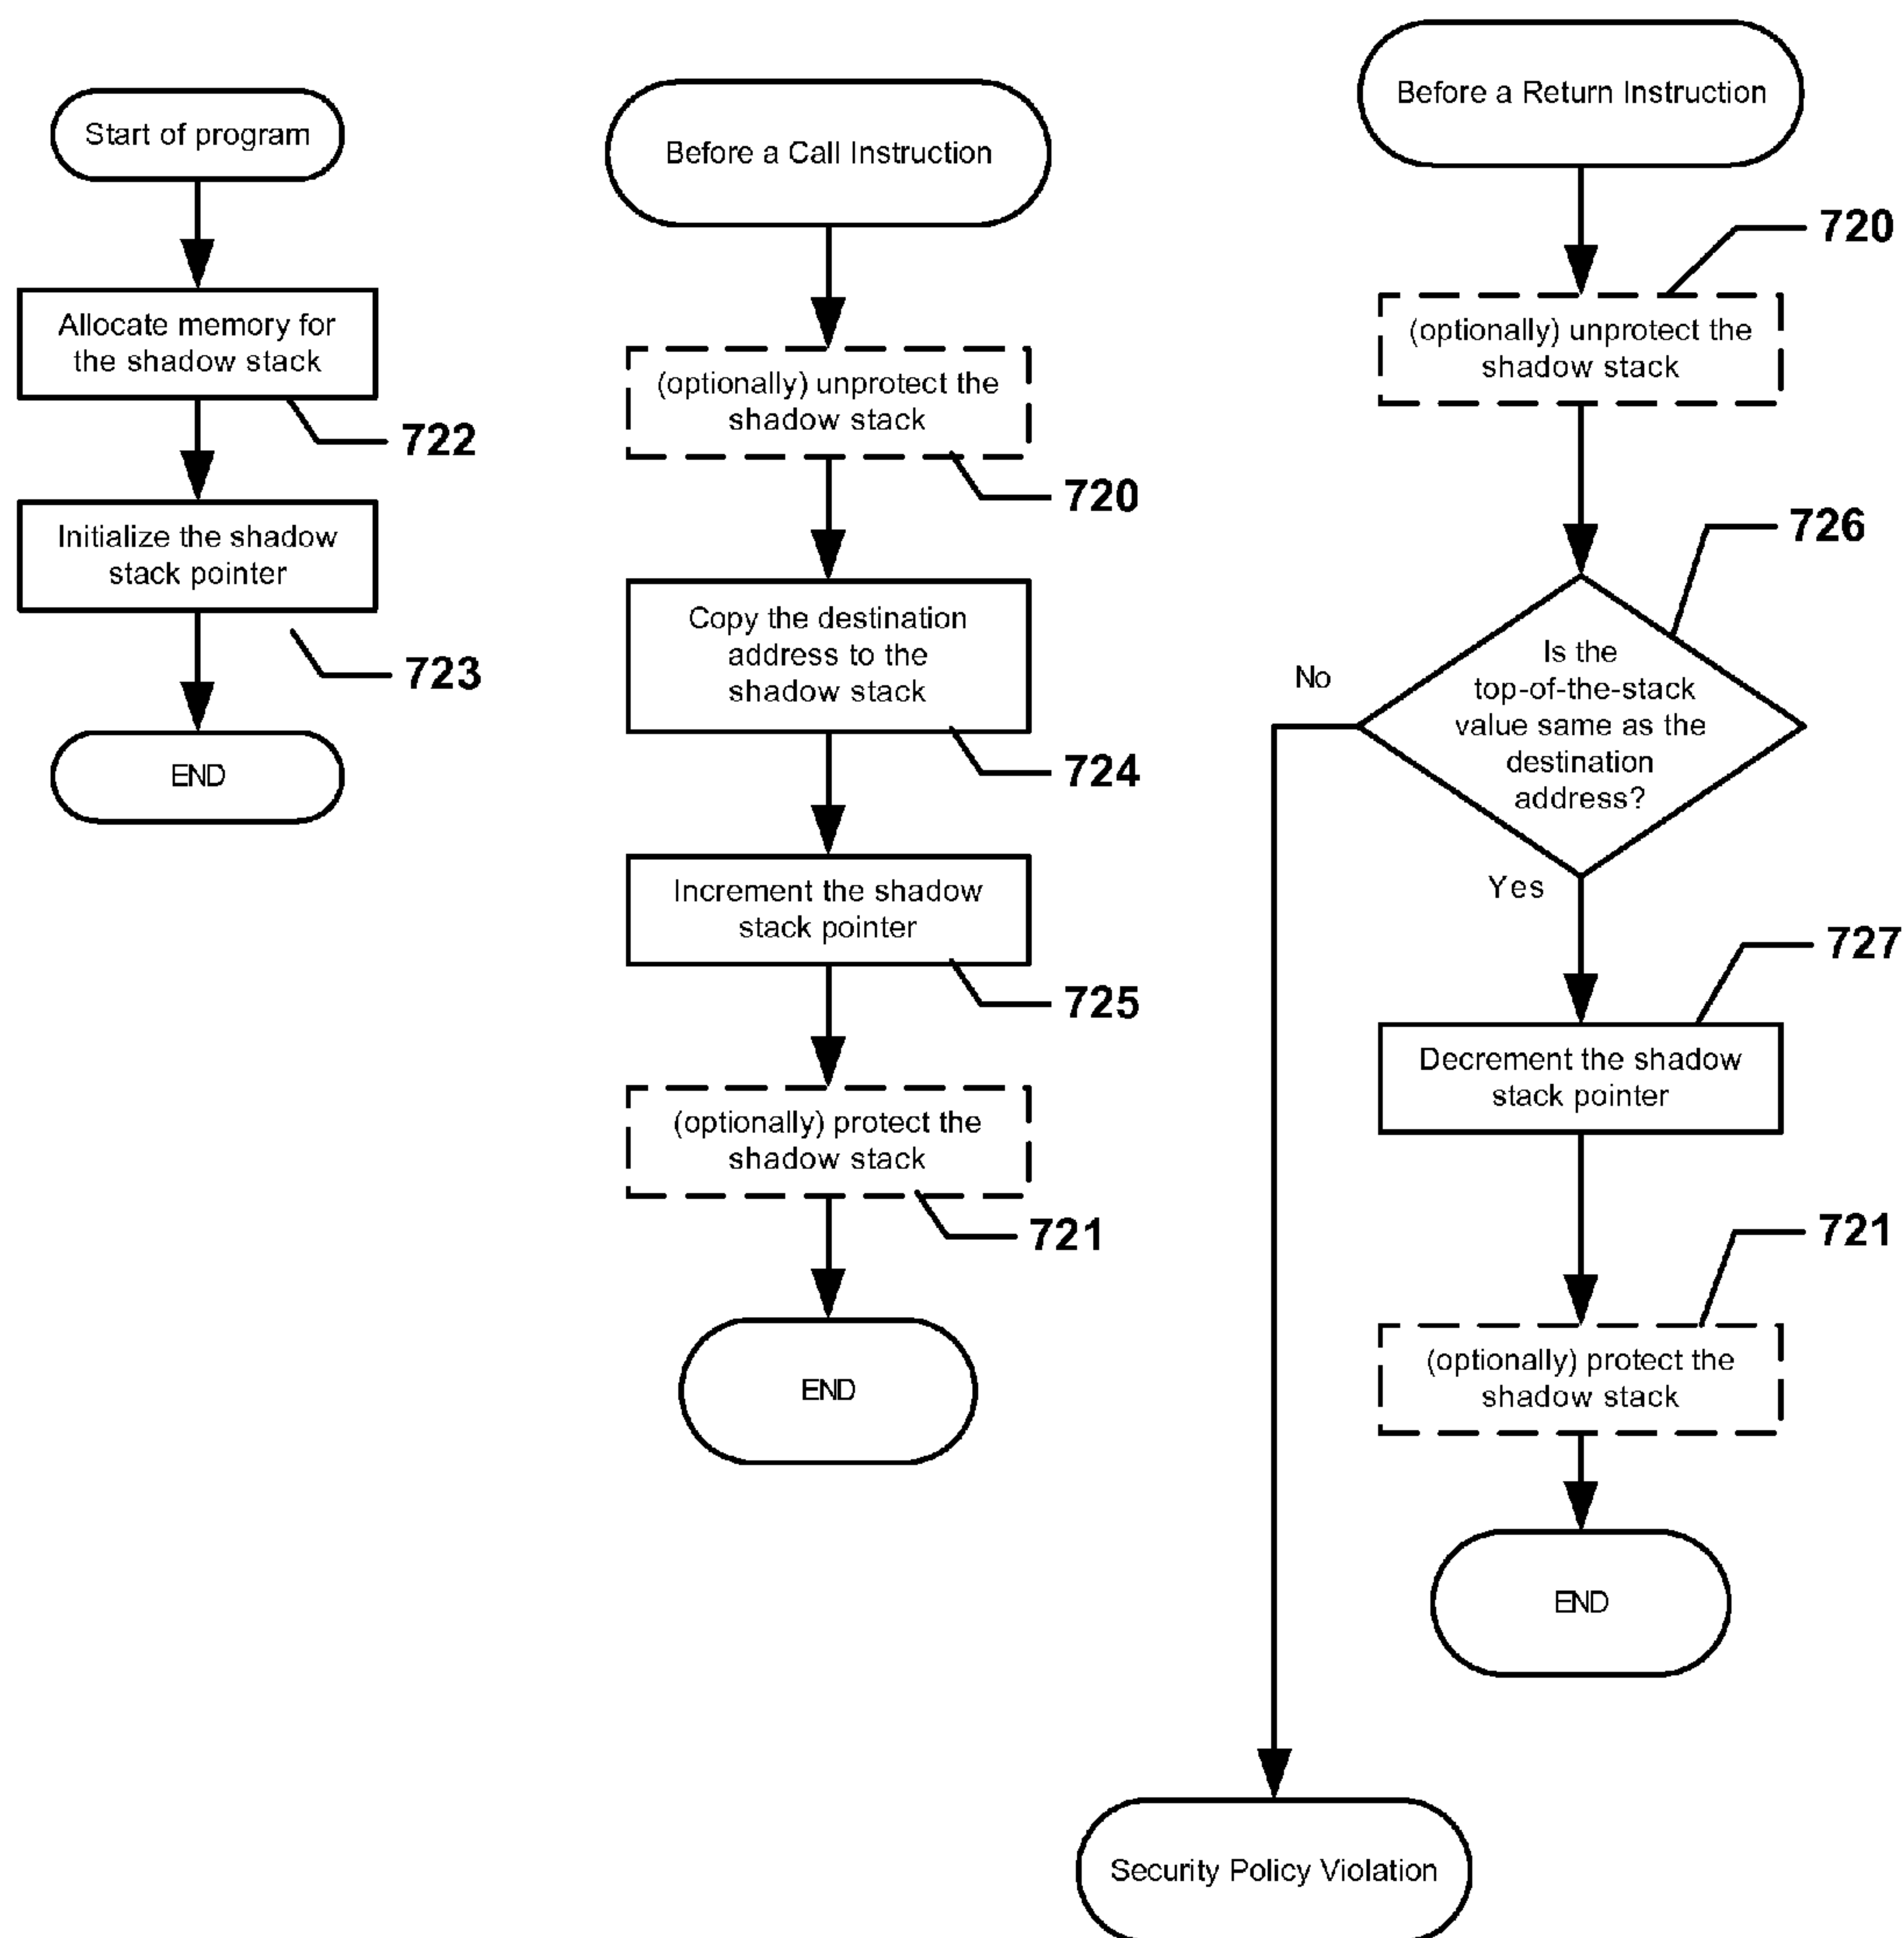 Start of program
Allocate memory for
the shadow stack
722
Initialize the shadow
stack pointer
723
END
Before a Call Instruction
(optionally) unprotect the
shadow stack
720
Copy the destination
address to the
shadow stack
724
Increment the shadow
stack pointer
725
(optionally) protect the
shadow stack
721
END
Before a Return Instruction
720
(optionally) unprotect the
shadow stack
726
Is the
top-of-the-stack
value same as the
destination
address?
No
Yes
727
Decrement the shadow
stack pointer
721
(optionally) protect the
shadow stack
END
Security Policy Violation